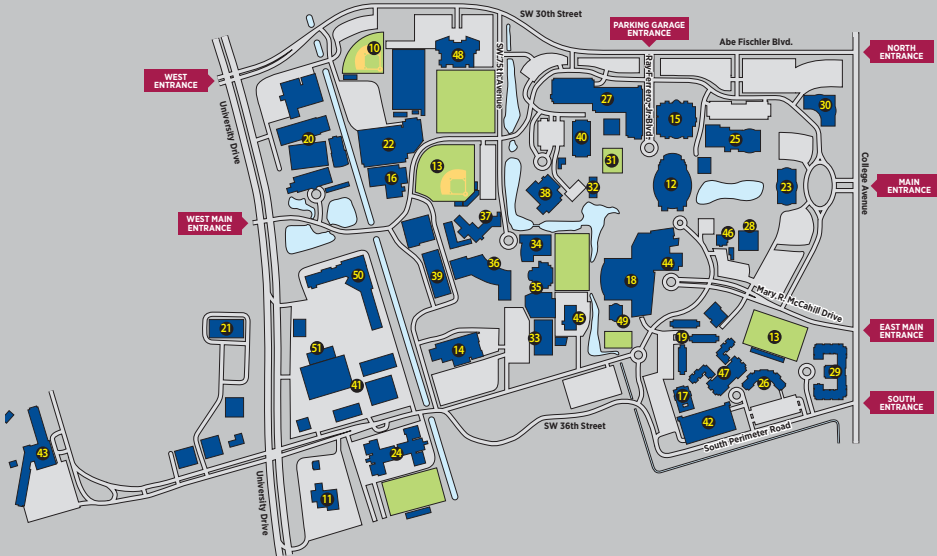 SW 30th Street
PARKING GARAGE
ENTRANCE
Abe Fischler Blvd.
NORTH
ENTRANCE
10
48
SW 75th Avenue
Ray Ferrero Jr. Blvd.
WEST
ENTRANCE
University Drive
27
15
30
20
22
40
25
13
31
16
12
College Avenue
MAIN
ENTRANCE
38
32
23
WEST MAIN
ENTRANCE
37
46
28
34
36
44
50
39
35
18
Mary R. McCahill Drive
21
45
49
EAST MAIN
ENTRANCE
51
14
33
19
13
41
47
26
29
17
SOUTH
ENTRANCE
42
SW 36th Street
South Perimeter Road
43
24
University Drive
11